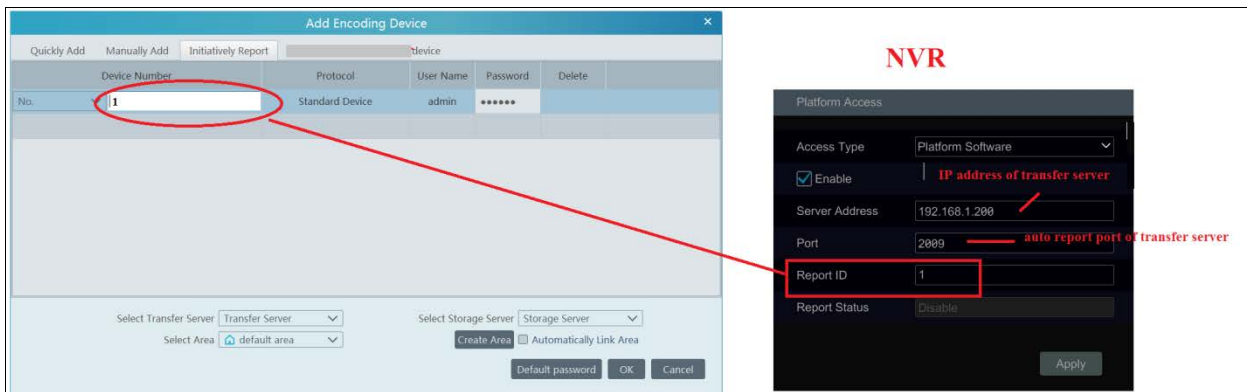 Add Encoding Device
×
Quickly Add Manually Add Initiatively Report device
Device Number Protocol User Name Password Delete
No. 1 Standard Device admin ●●●●●●
Select Transfer Server Transfer Server Select Storage Server Storage Server
Select Area default area Create Area Automatically Link Area
Default password OK Cancel
NVR
Platform Access
Access Type Platform Software
Enable IP address of transfer server
Server Address 192.168.1.200
Port 2009 auto report port of transfer server
Report ID 1
Report Status Disable
Apply